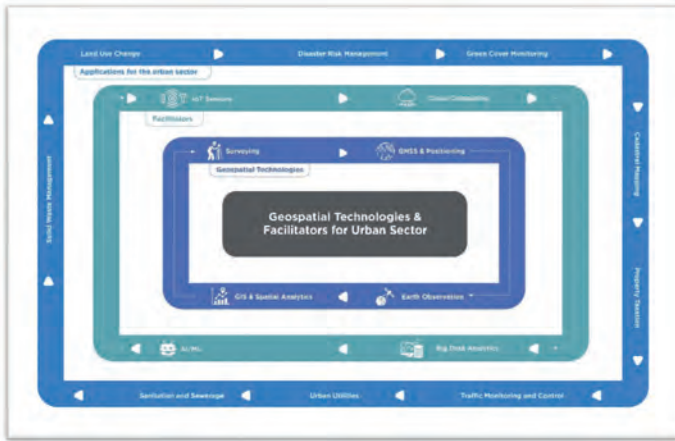 Land Use Change
Disaster Risk Management
Green Cover Monitoring
Applications for the urban sector
IoT Sensors
Cloud Computing
Facilitators
Surveying
GNSS & Positioning
Geospatial Technologies
Solid Waste Management
Cadastral Mapping
Geospatial Technologies &
Facilitators for Urban Sector
Property Taxation
GIS & Spatial Analytics
Earth Observation
AI/ML
Big Data Analytics
Sanitation and Sewerage
Urban Utilities
Traffic Monitoring and Control